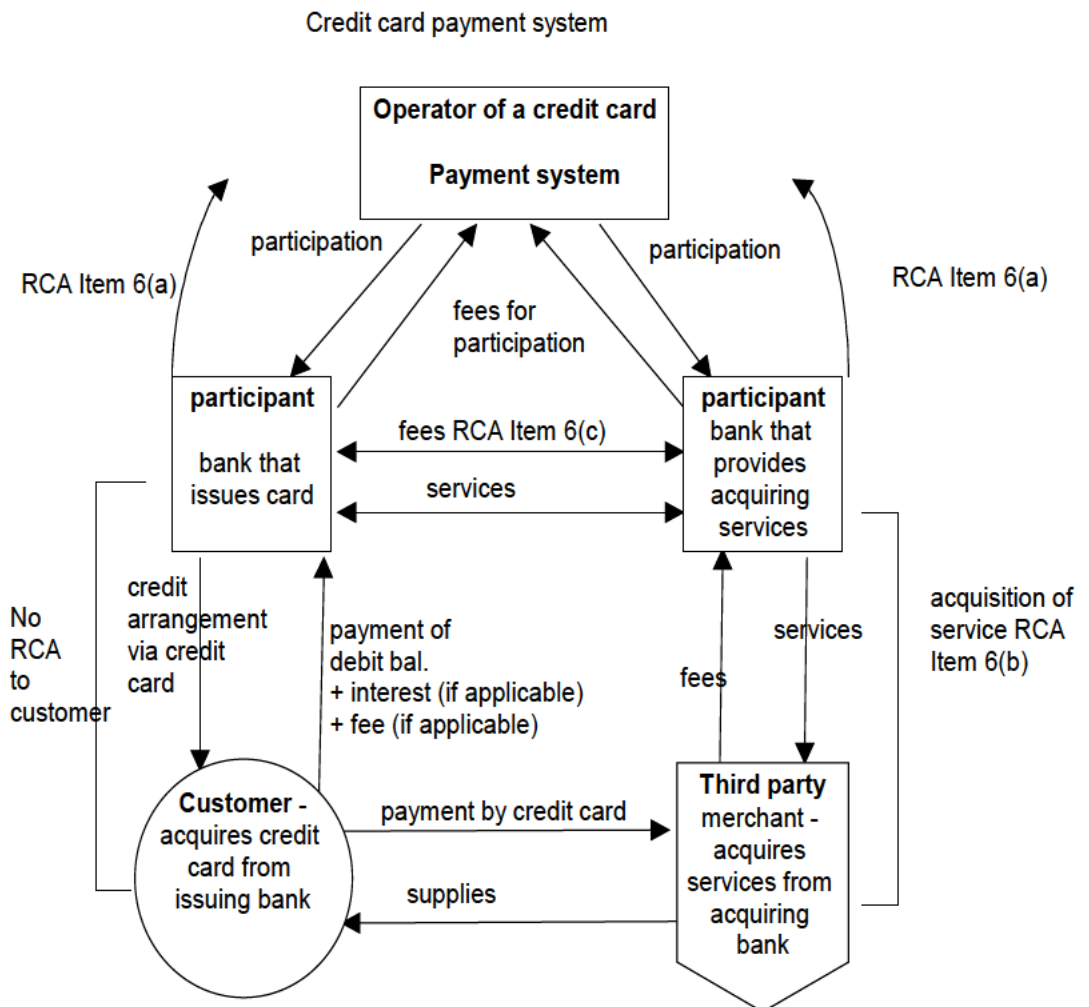 Credit card payment system
Operator of a credit card
Payment system
participation
participation
RCA Item 6(a)
RCA Item 6(a)
fees for
participation
participant
bank that
issues card
participant
bank that
provides
acquiring
services
fees RCA Item 6(c)
services
No
RCA
to
customer
credit
arrangement
via credit
card
payment of
debit bal.
+ interest (if applicable)
+ fee (if applicable)
fees
services
acquisition of
service RCA
Item 6(b)
Customer -
acquires credit
card from
issuing bank
payment by credit card
supplies
Third party
merchant -
acquires
services from
acquiring
bank